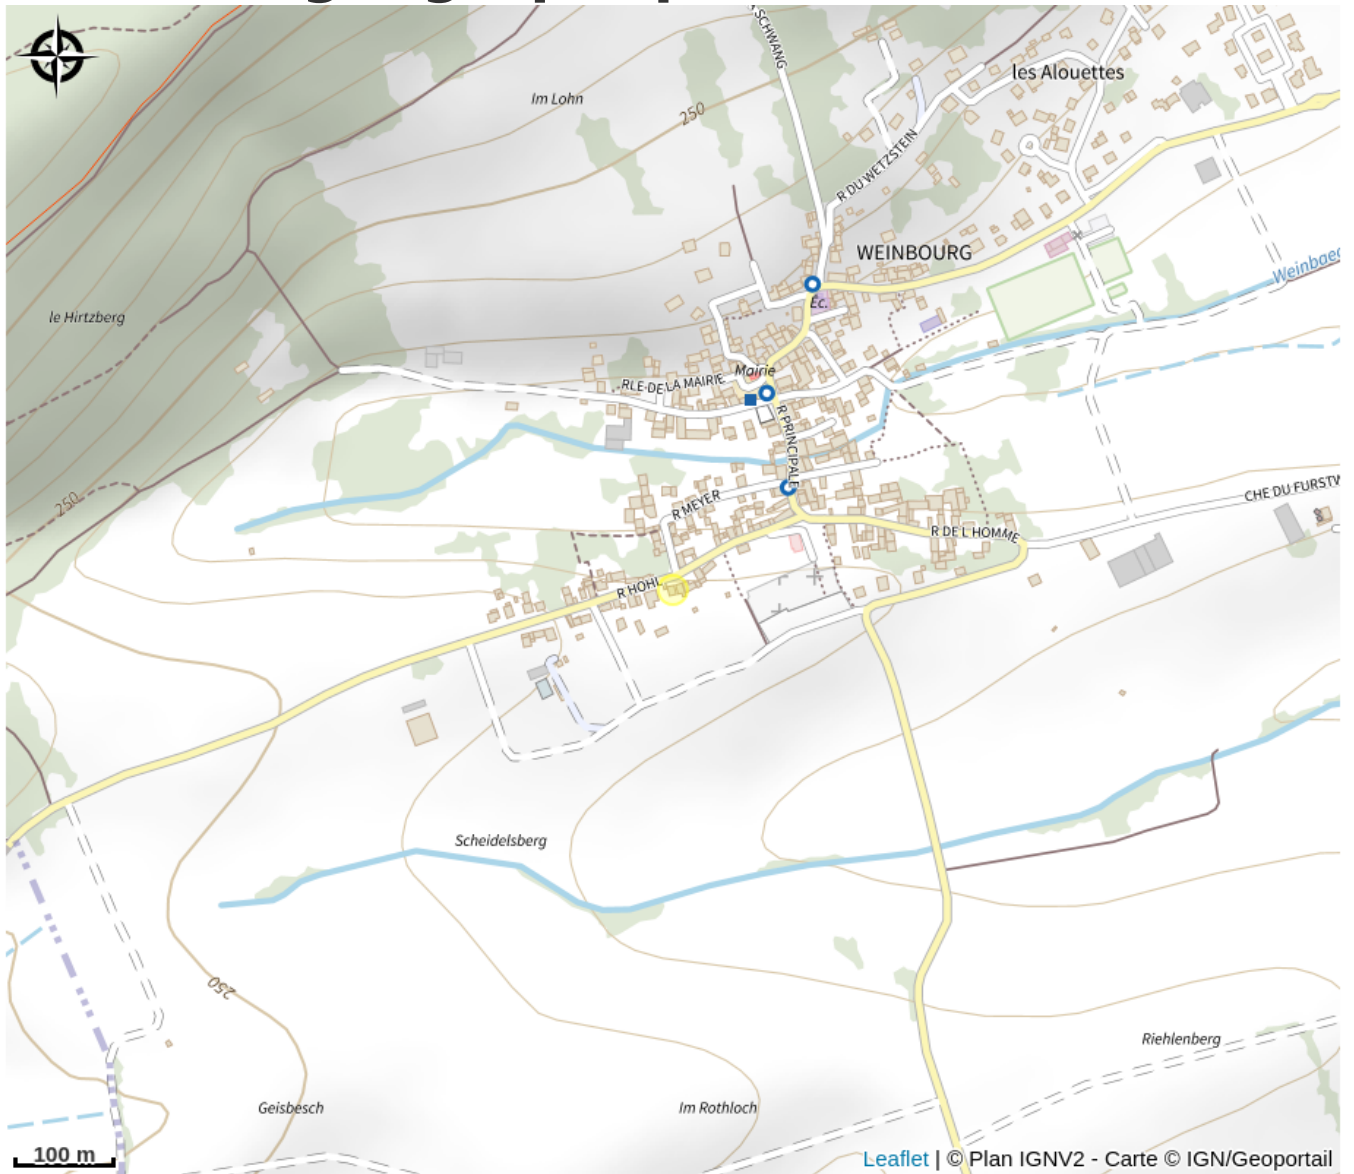 SCHWANG
les Alouettes
Im Lohn
250
R DU WETZSTEIN
WEINBOURG
Weinbaec
le Hirtzberg
Éc.
Mairie
RLE DE LA MAIRIE
R PRINCIPALE
250
R MEYER
CHE DU FURSTW
R DE L HOMME
R HOHL
Scheidelsberg
250
Riehlenberg
Geisbesch
Im Rothloch
100 m
Leaflet | © Plan IGNV2 - Carte © IGN/Geoportail